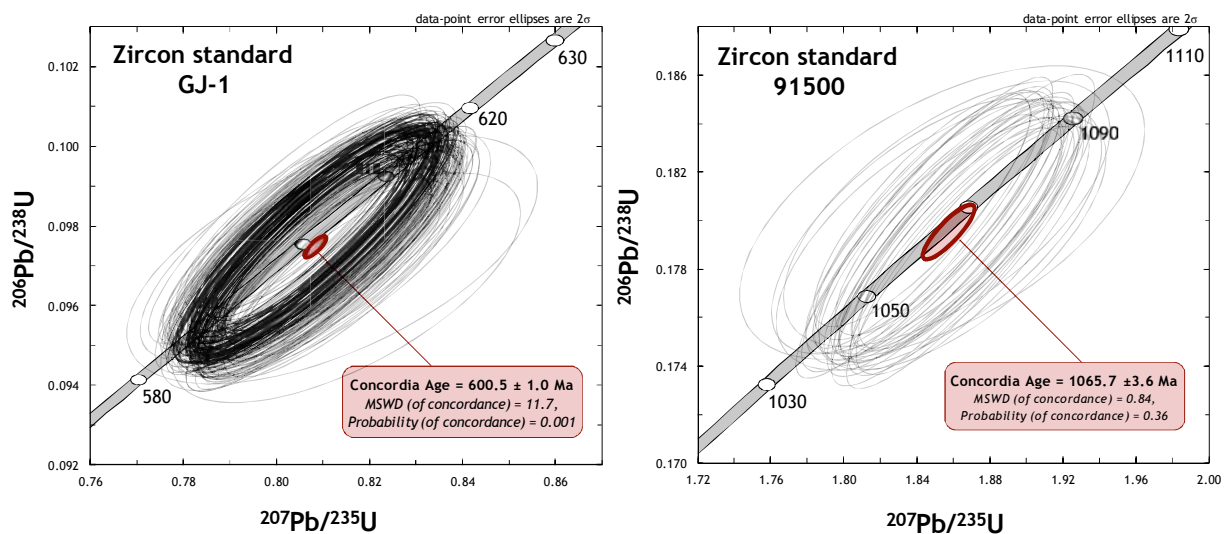 data-point error ellipses are 2σ
Zircon standard
GJ-1
630
620
580
0.102
0.100
0.098
0.096
0.094
0.092
0.76
0.78
0.80
0.82
0.84
0.86
²⁰⁶Pb/²³⁸U
²⁰⁷Pb/²³⁵U
Concordia Age = 600.5 ± 1.0 Ma
MSWD (of concordance) = 11.7,
Probability (of concordance) = 0.001
data-point error ellipses are 2σ
Zircon standard
91500
1110
1090
1050
1030
0.186
0.182
0.178
0.174
0.170
1.72
1.76
1.80
1.84
1.88
1.92
1.96
2.00
²⁰⁶Pb/²³⁸U
²⁰⁷Pb/²³⁵U
Concordia Age = 1065.7 ±3.6 Ma
MSWD (of concordance) = 0.84,
Probability (of concordance) = 0.36